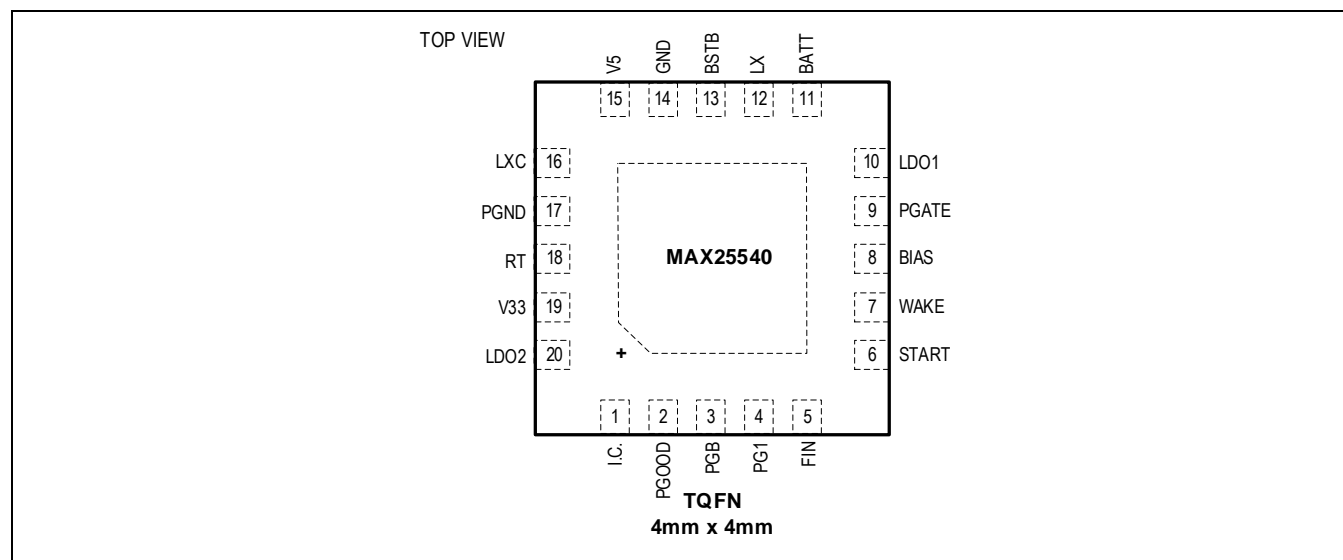 TOP VIEW
V5 GND BSTB LX BATT
15 14 13 12 11
LXC 16 10 LDO1
PGND 17 9 PGATE
RT 18 MAX25540 8 BIAS
V33 19 7 WAKE
LDO2 20 + 6 START
1 2 3 4 5
I.C. PGOOD PGB PG1 FIN
TQFN
4mm x 4mm